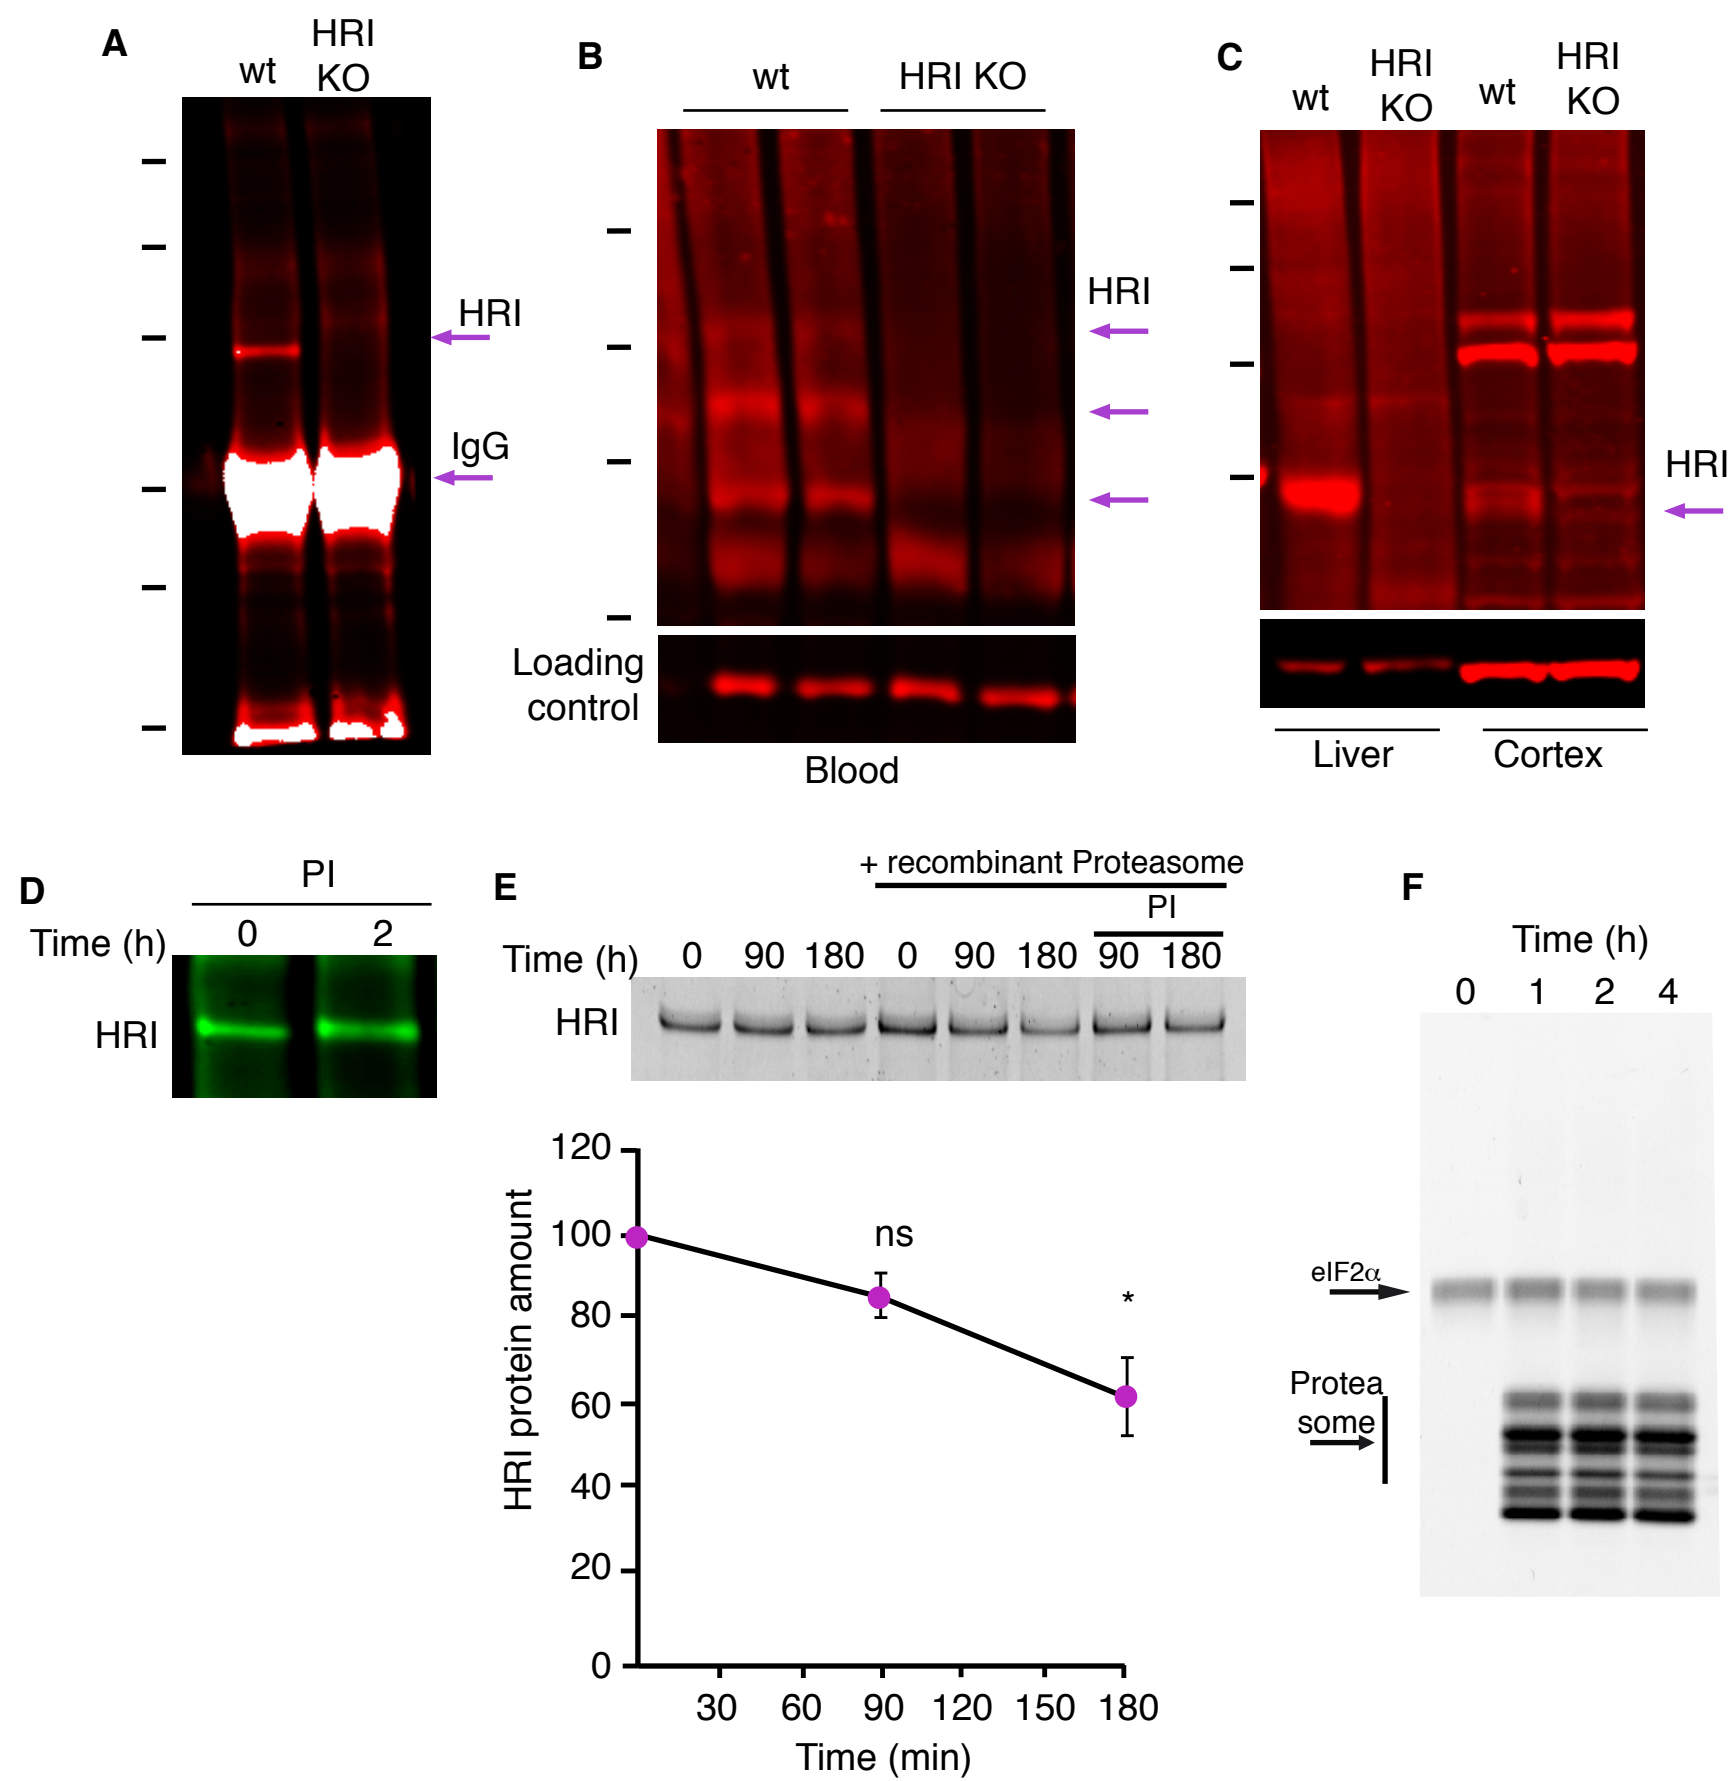 A
wt
HRI
KO
HRI
IgG
B
wt
HRI KO
HRI
Loading
control
Blood
C
wt
HRI
KO
wt
HRI
KO
HRI
Liver
Cortex
D
PI
Time (h)
0
2
HRI
E
+ recombinant Proteasome
PI
Time (h)
0
90
180
0
90
180
90
180
HRI
HRI protein amount
120
100
80
60
40
20
0
ns
*
30
60
90
120
150
180
Time (min)
F
Time (h)
0
1
2
4
eIF2α
Protea
some